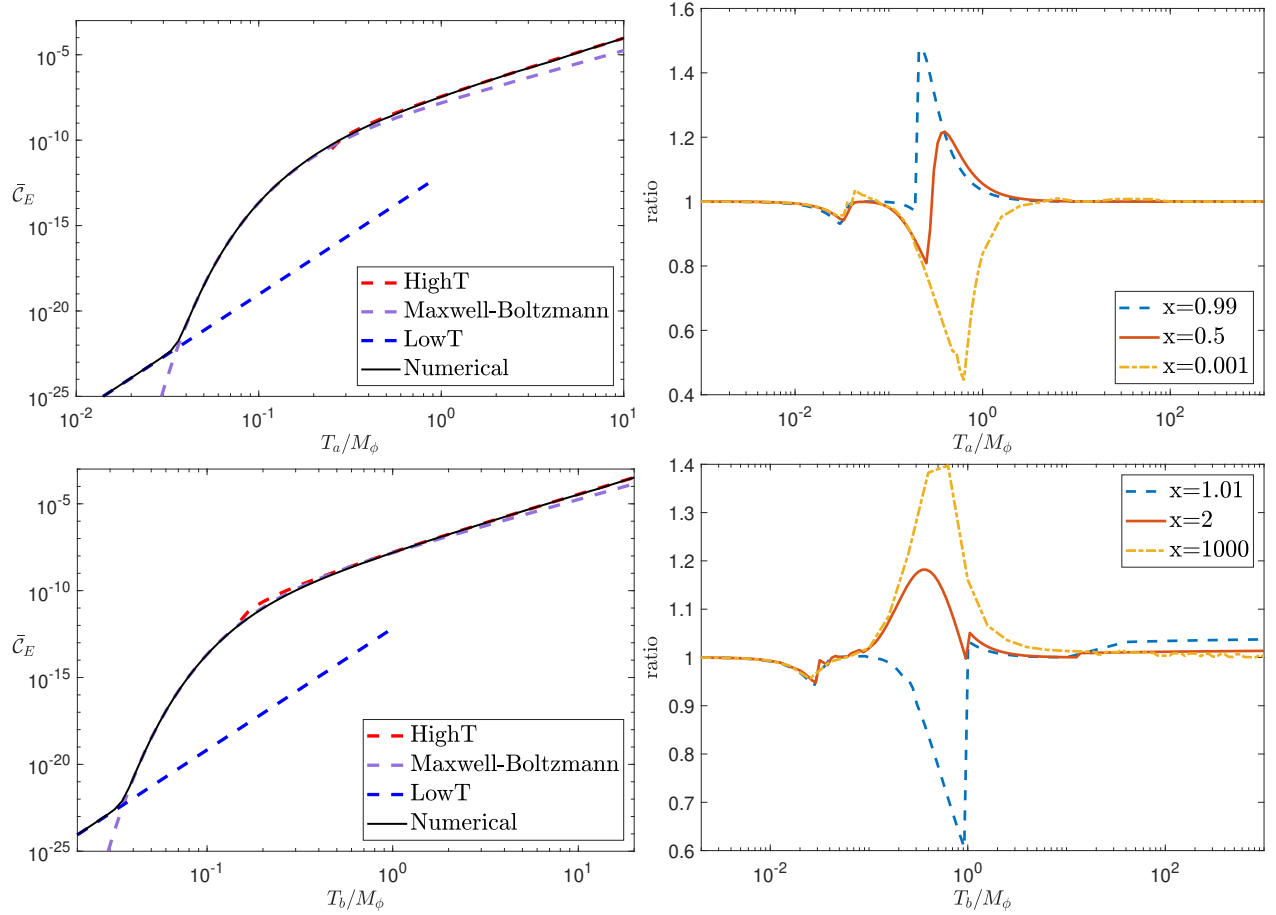 10^-5
10^-10
10^-15
10^-20
10^-25
C̄_E
HighT
Maxwell-Boltzmann
LowT
Numerical
10^-2
10^-1
10^0
10^1
T_a/M_ϕ
1.6
1.4
1.2
1
0.8
0.6
0.4
ratio
x=0.99
x=0.5
x=0.001
10^-2
10^0
10^2
T_a/M_ϕ
10^-5
10^-10
10^-15
10^-20
10^-25
C̄_E
HighT
Maxwell-Boltzmann
LowT
Numerical
10^-1
10^0
10^1
T_b/M_ϕ
1.4
1.3
1.2
1.1
1
0.9
0.8
0.7
0.6
ratio
x=1.01
x=2
x=1000
10^-2
10^0
10^2
T_b/M_ϕ